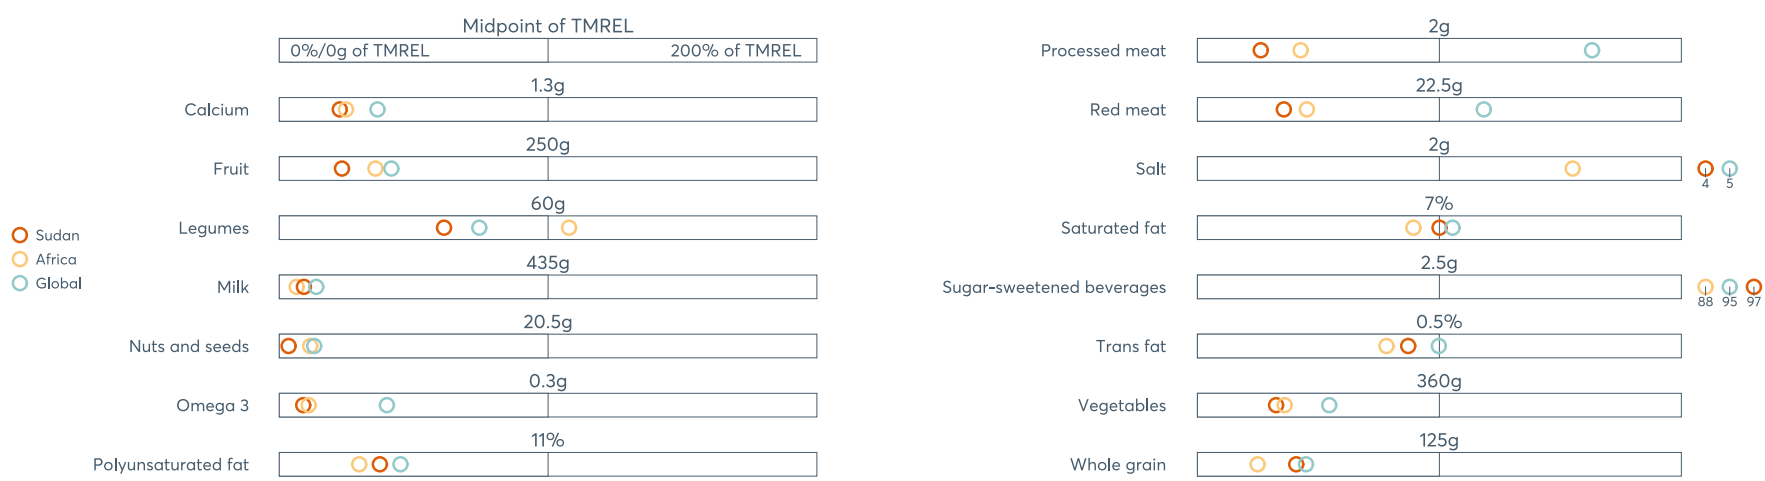 Midpoint of TMREL
0%/0g of TMREL 200% of TMREL
1.3g
Calcium
250g
Fruit
60g
Legumes
435g
Milk
20.5g
Nuts and seeds
0.3g
Omega 3
11%
Polyunsaturated fat
Sudan
Africa
Global
2g
Processed meat
22.5g
Red meat
2g
Salt
4 5
7%
Saturated fat
2.5g
Sugar-sweetened beverages
88 95 97
0.5%
Trans fat
360g
Vegetables
125g
Whole grain